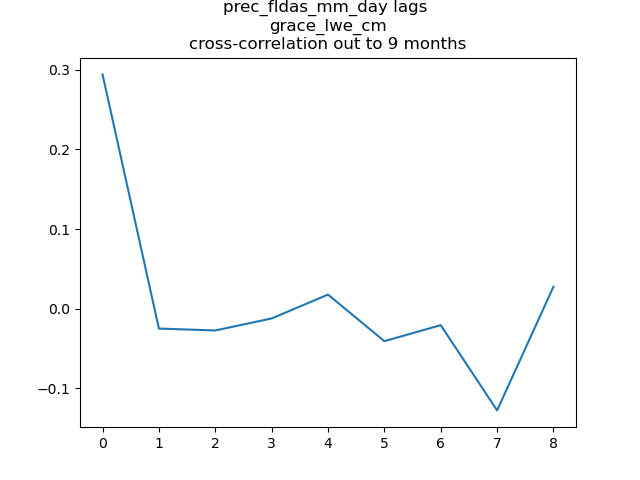 prec_fldas_mm_day lags
grace_lwe_cm
cross-correlation out to 9 months
0.3
0.2
0.1
0.0
−0.1
0 1 2 3 4 5 6 7 8